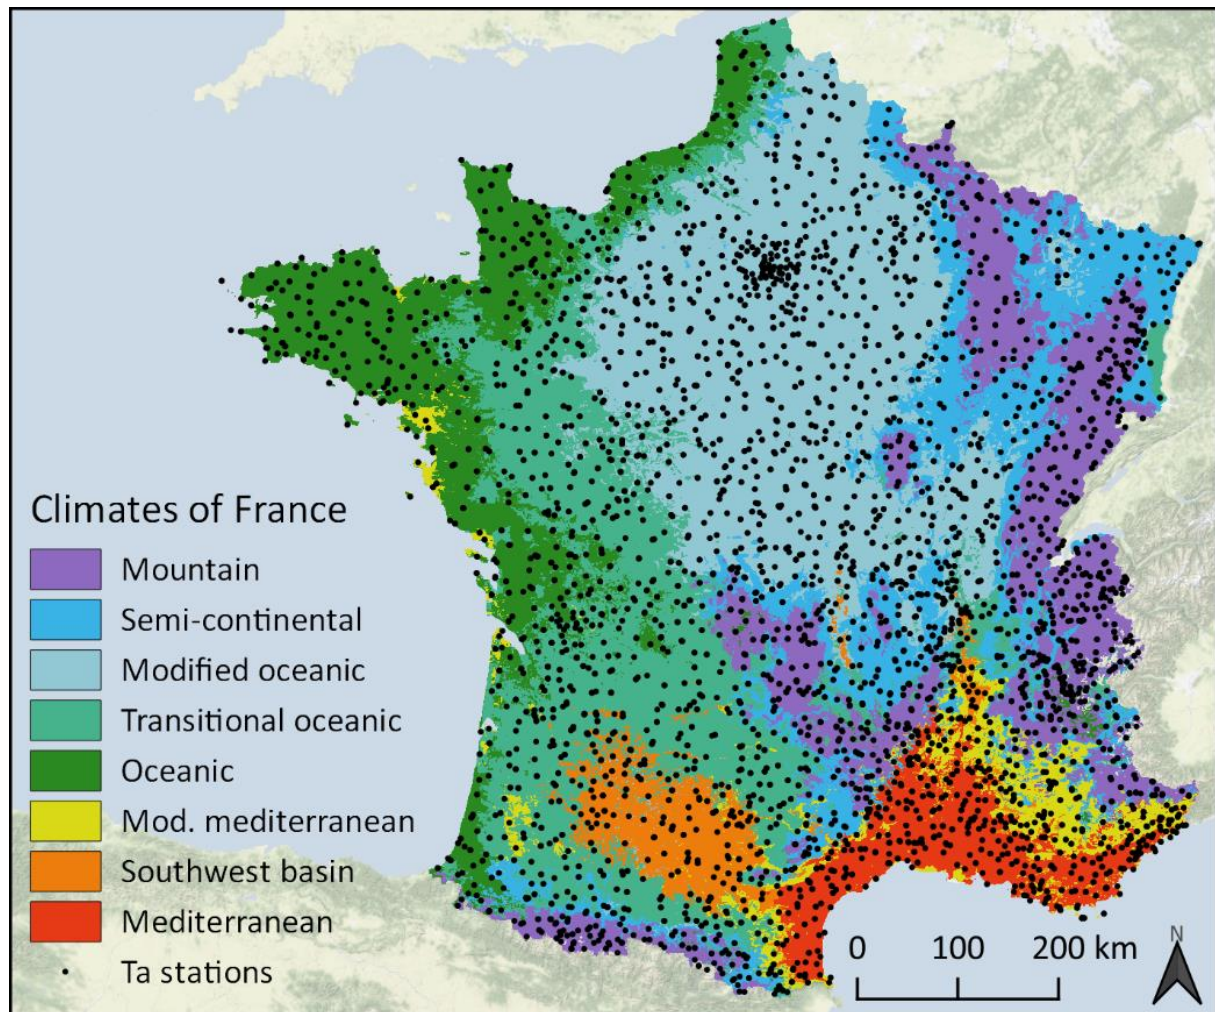 Climates of France
Mountain
Semi-continental
Modified oceanic
Transitional oceanic
Oceanic
Mod. mediterranean
Southwest basin
Mediterranean
Ta stations
0 100 200 km
N